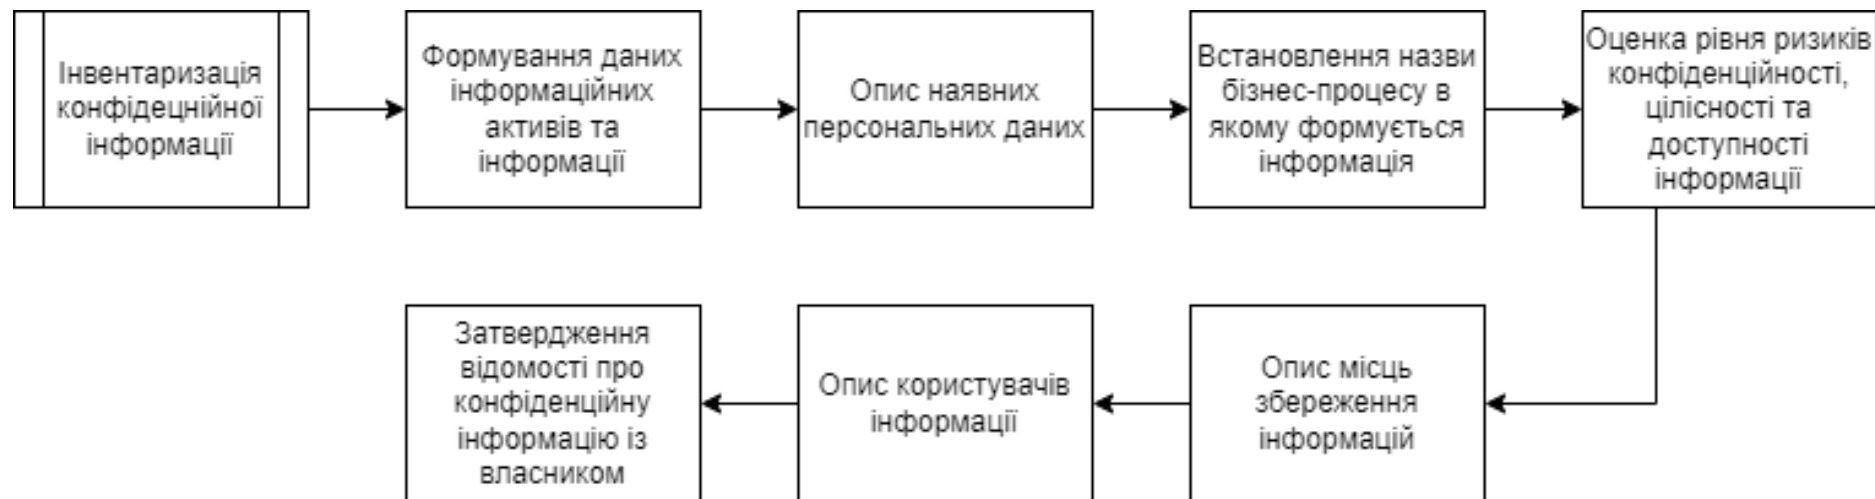 Інвентаризація
конфідецнійної
інформації
Формування даних
інформаційних
активів та
інформації
Опис наявних
персональних даних
Встановлення назви
бізнес-процесу в
якому формується
інформація
Оценка рівня ризиків
конфіденційності,
цілісності та
доступності
інформації
Опис місць
збереження
інформацій
Опис користувачів
інформації
Затвердження
відомості про
конфіденційну
інформацію із
власником